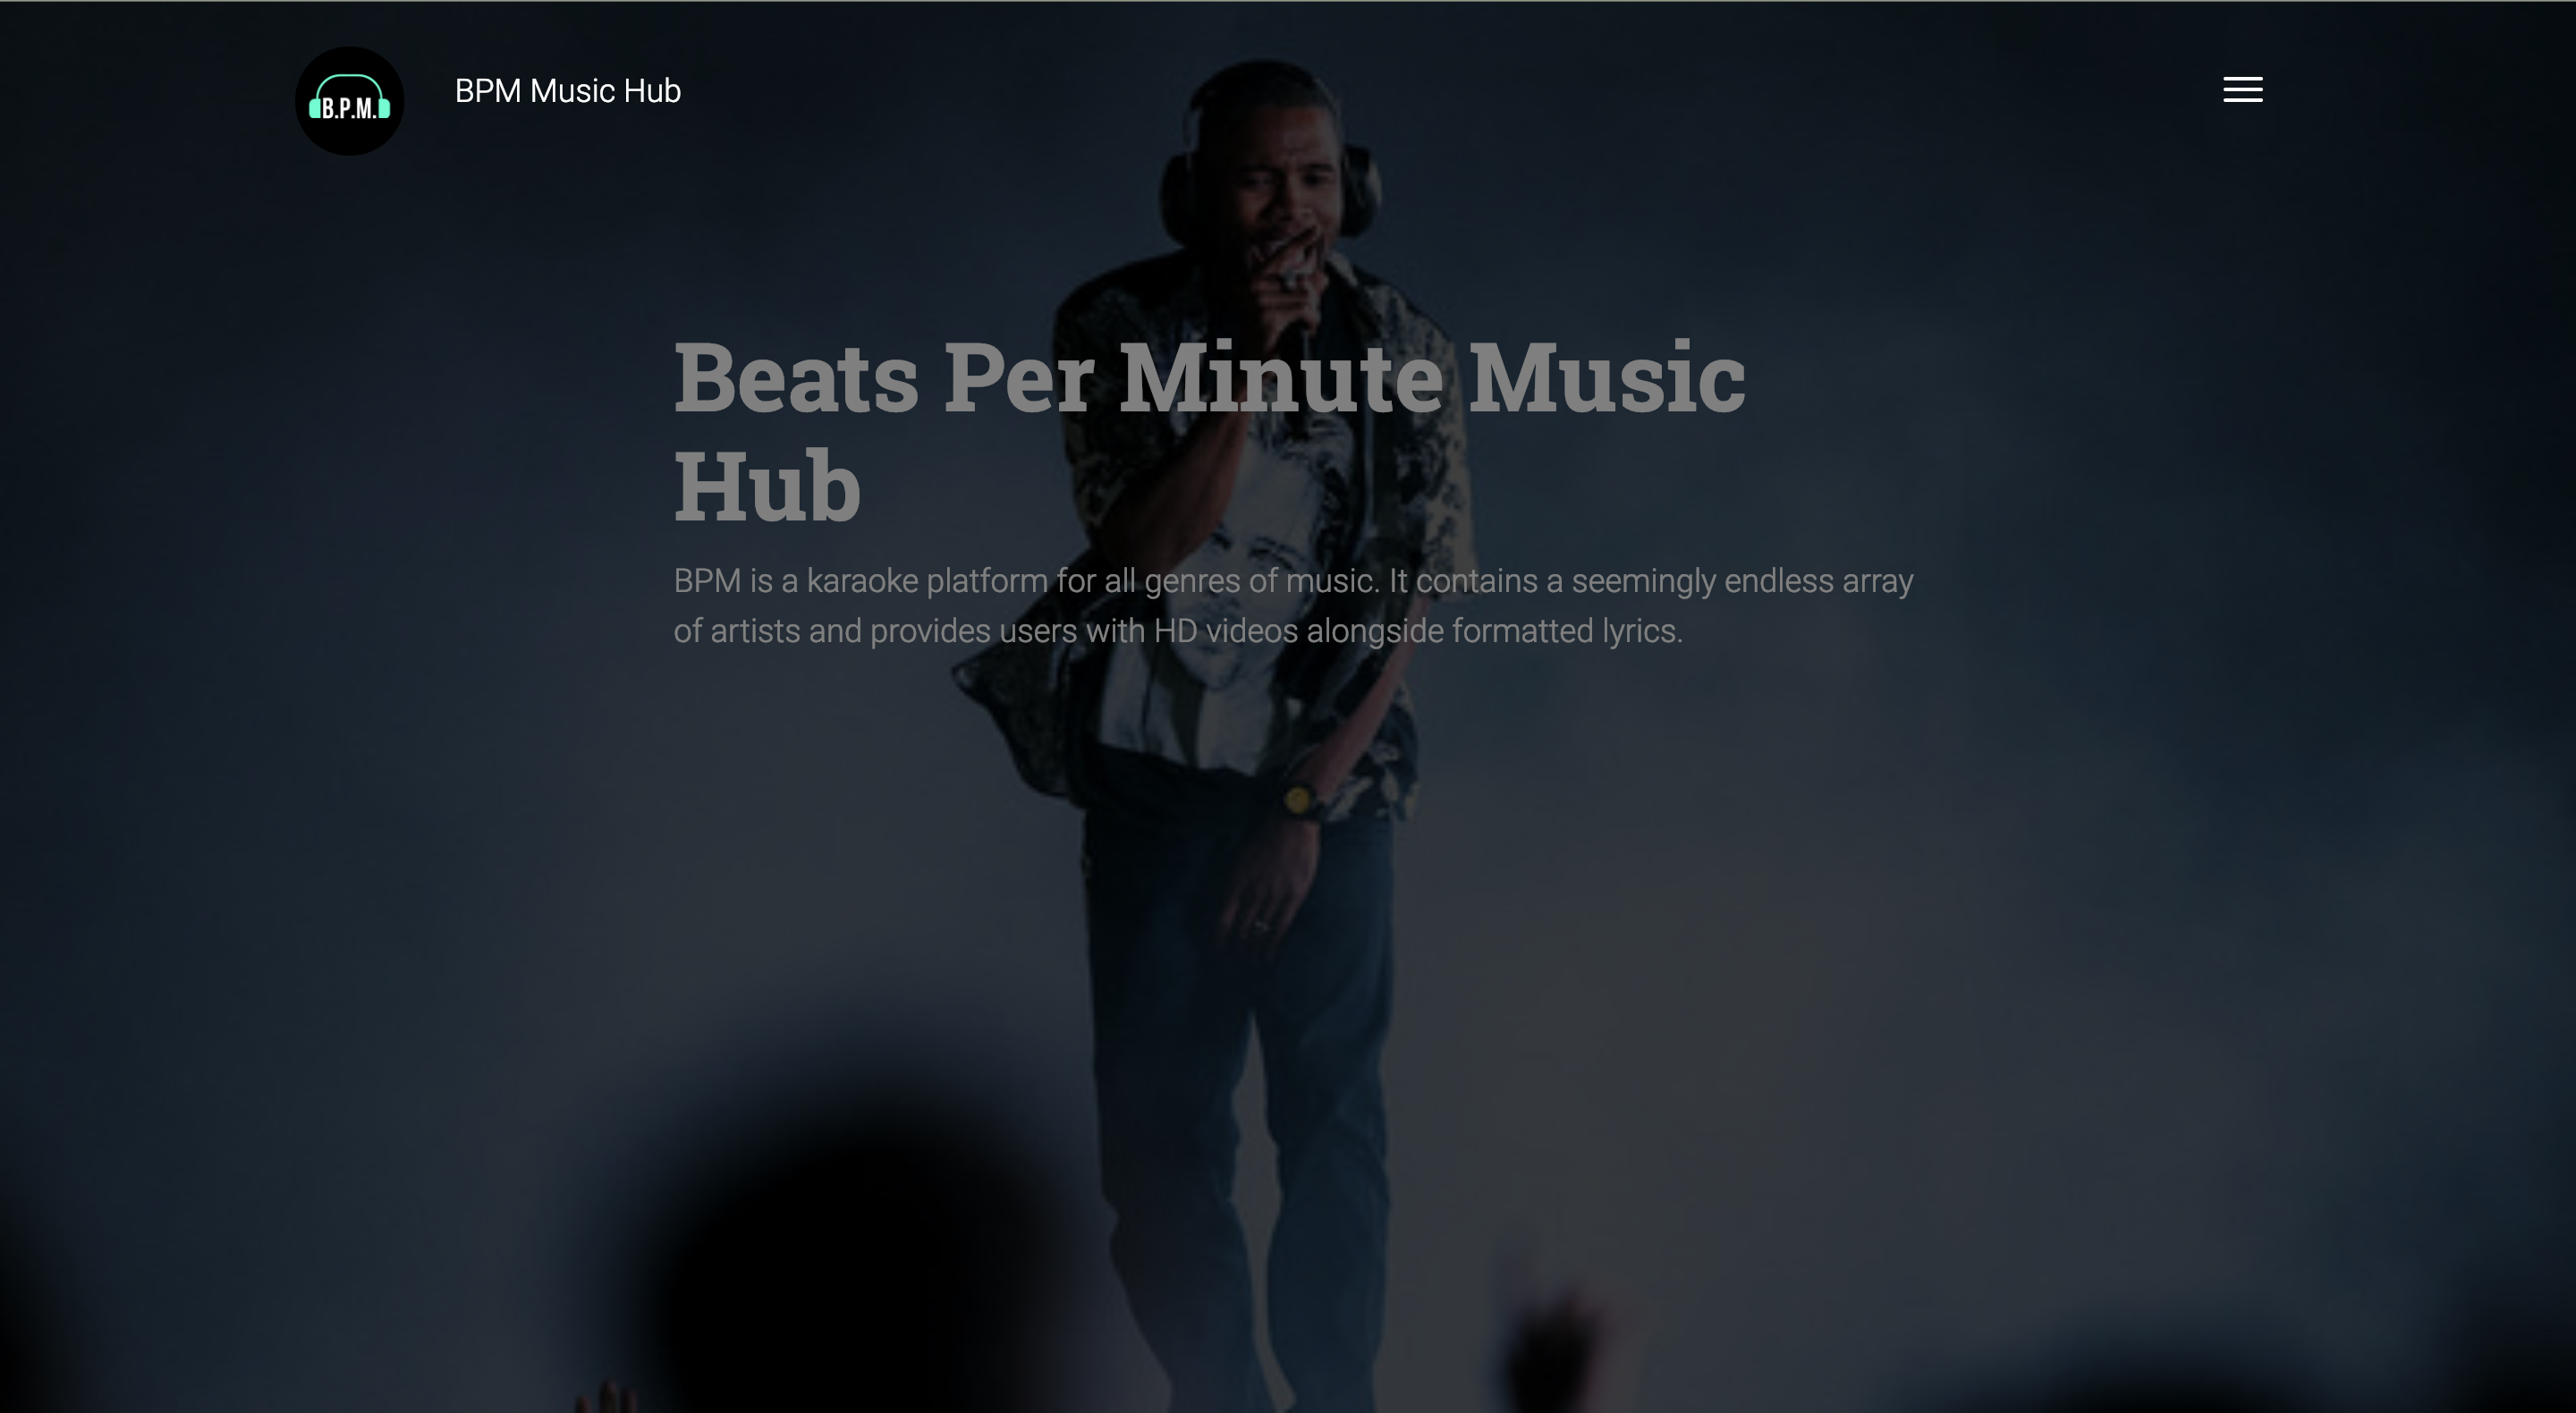 B.P.M.
BPM Music Hub
Beats Per Minute Music
Hub
BPM is a karaoke platform for all genres of music. It contains a seemingly endless array
of artists and provides users with HD videos alongside formatted lyrics.